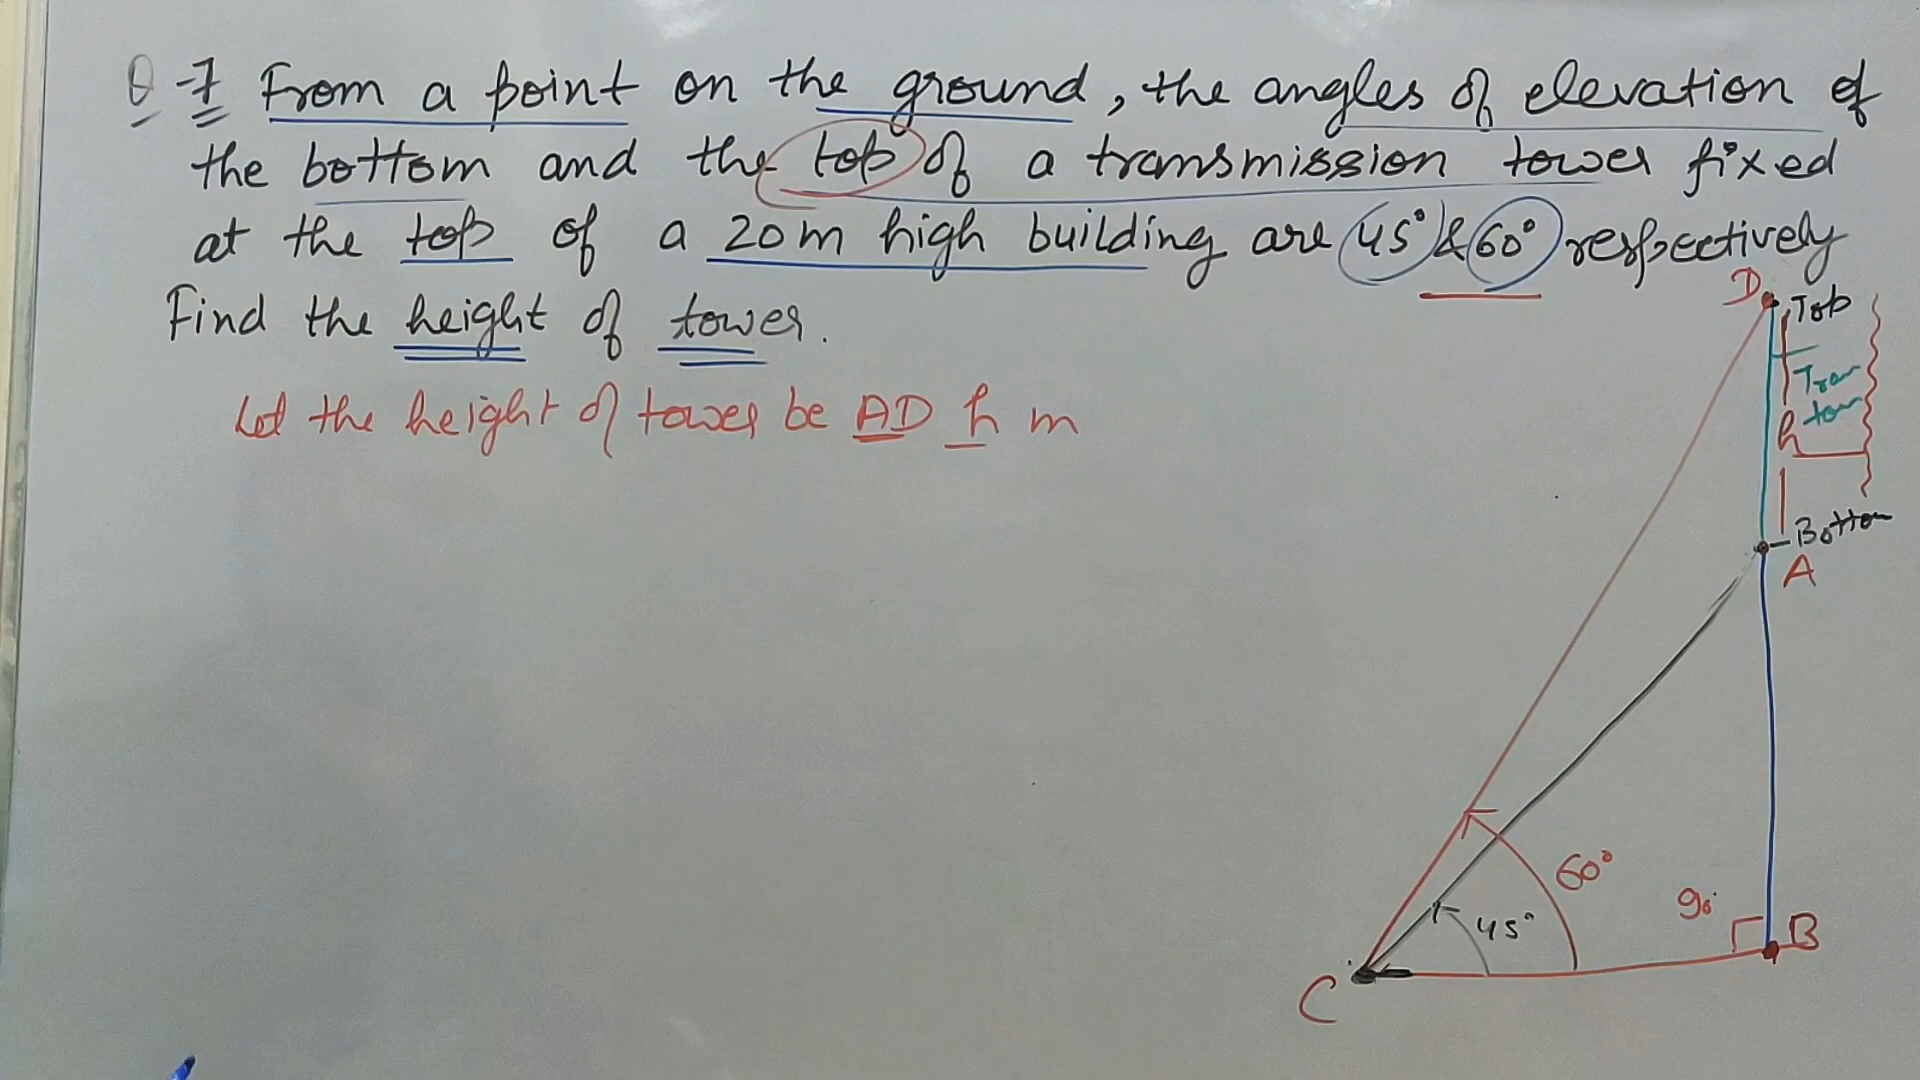 Q-7 From a point on the ground, the angles of elevation of
the bottom and the top of a transmission tower fixed
at the top of a 20m high building are 45° & 60° respectively
Find the height of tower.
Let the height of tower be AD h m
D
Top
Tran
tow
h
Bottom
A
60°
45°
90°
B
C